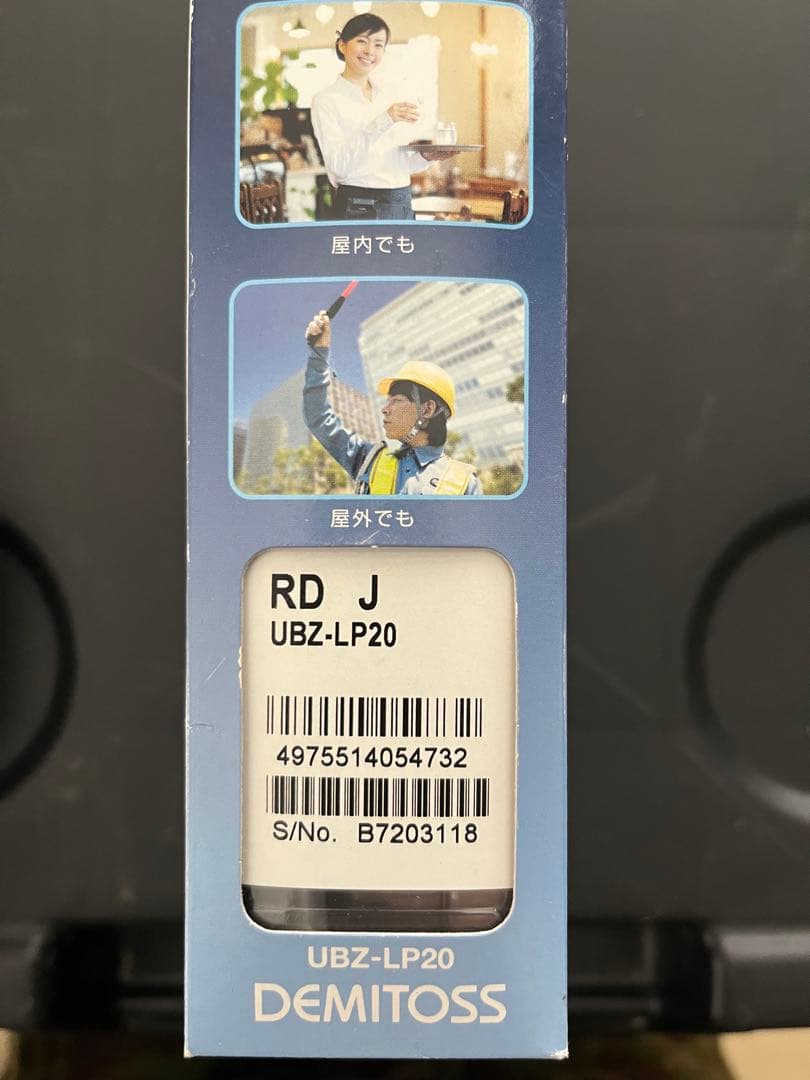 屋内でも
屋外でも
RD J
UBZ-LP20
4975514054732
S/No. B7203118
UBZ-LP20
DEMITOSS